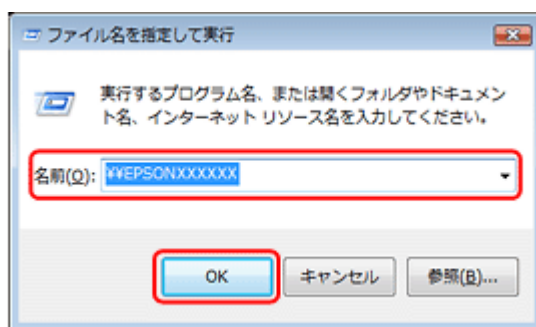 ファイル名を指定して実行
実行するプログラム名、または開くフォルダやドキュメン
ト名、インターネット リソース名を入力してください。
名前(O): ¥¥EPSONXXXXXX
OK キャンセル 参照(B)...